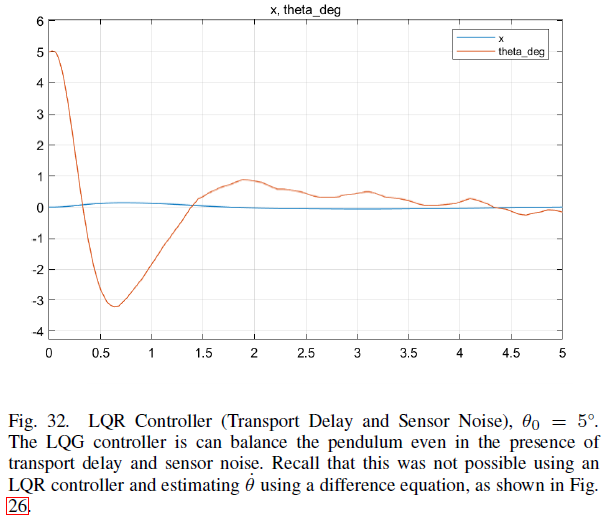 x, theta_deg
6
5
4
3
2
1
0
-1
-2
-3
-4
x
theta_deg
0 0.5 1 1.5 2 2.5 3 3.5 4 4.5 5
Fig. 32. LQR Controller (Transport Delay and Sensor Noise), θ₀ = 5°.
The LQG controller is can balance the pendulum even in the presence of
transport delay and sensor noise. Recall that this was not possible using an
LQR controller and estimating θ̇ using a difference equation, as shown in Fig.
26.